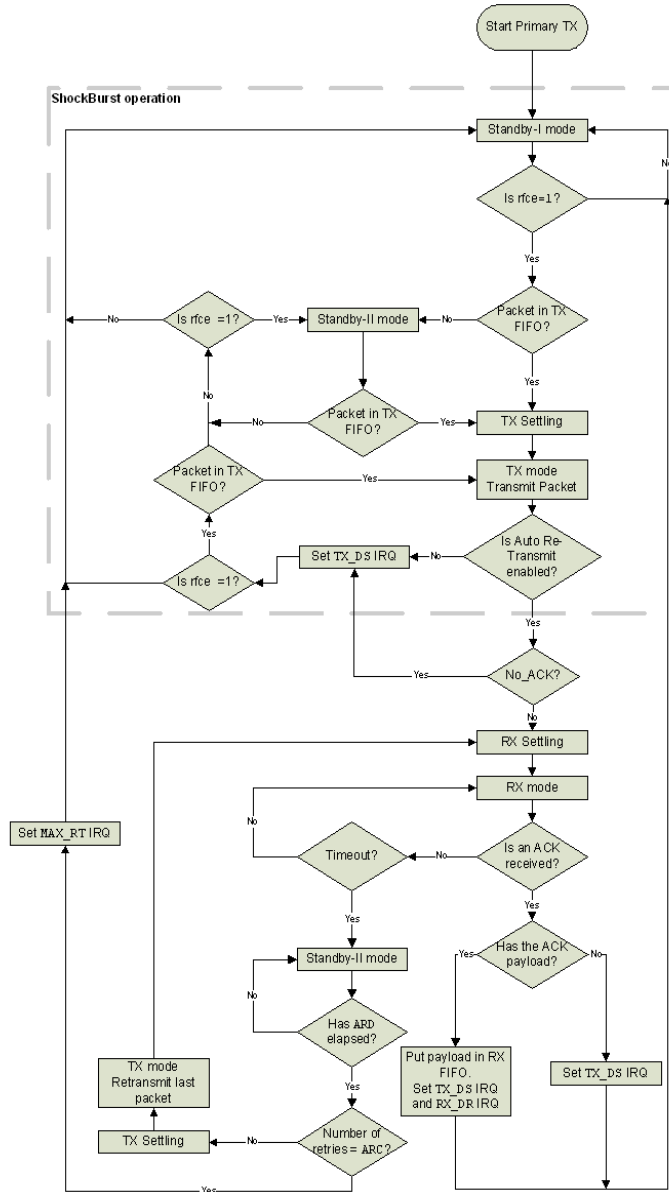 Start Primary TX
ShockBurst operation
Standby-I mode
No
Is rfce=1?
Yes
Is rfce =1?
No
Yes
Standby-II mode
No
Packet in TX
FIFO?
Yes
No
Packet in TX
FIFO?
No
Yes
TX Settling
Packet in TX
FIFO?
Yes
TX mode
Transmit Packet
Yes
Is rfce =1?
Set TX_DS IRQ
No
Is Auto Re-
Transmit
enabled?
Yes
Yes
No_ACK?
No
RX Settling
RX mode
Set MAX_RT IRQ
No
Timeout?
No
Is an ACK
received?
Yes
Yes
Standby-II mode
Yes
Has the ACK
payload?
No
No
Has ARD
elapsed?
Yes
TX mode
Retransmit last
packet
Put payload in RX
FIFO.
Set TX_DS IRQ
and RX_DR IRQ
Set TX_DS IRQ
TX Settling
No
Number of
retries = ARC?
Yes